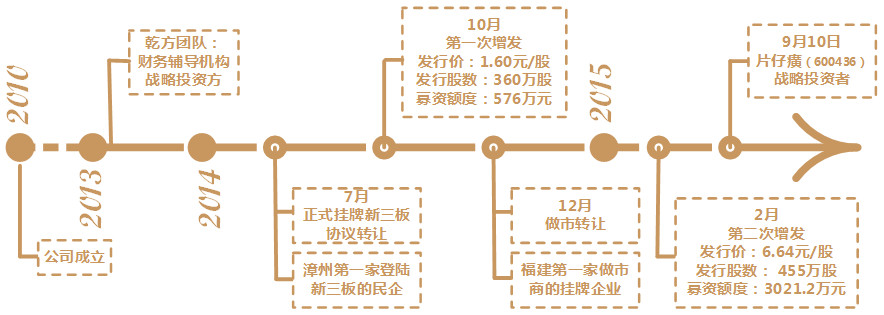 2010
公司成立
2013
乾方团队：
财务辅导机构
战略投资方
2014
7月
正式挂牌新三板
协议转让
漳州第一家登陆
新三板的民企
10月
第一次增发
发行价：1.60元/股
发行股数：360万股
募资额度：576万元
12月
做市转让
福建第一家做市
商的挂牌企业
2015
2月
第二次增发
发行价：6.64元/股
发行股数： 455万股
募资额度：3021.2万元
9月10日
片仔癀（600436）
战略投资者